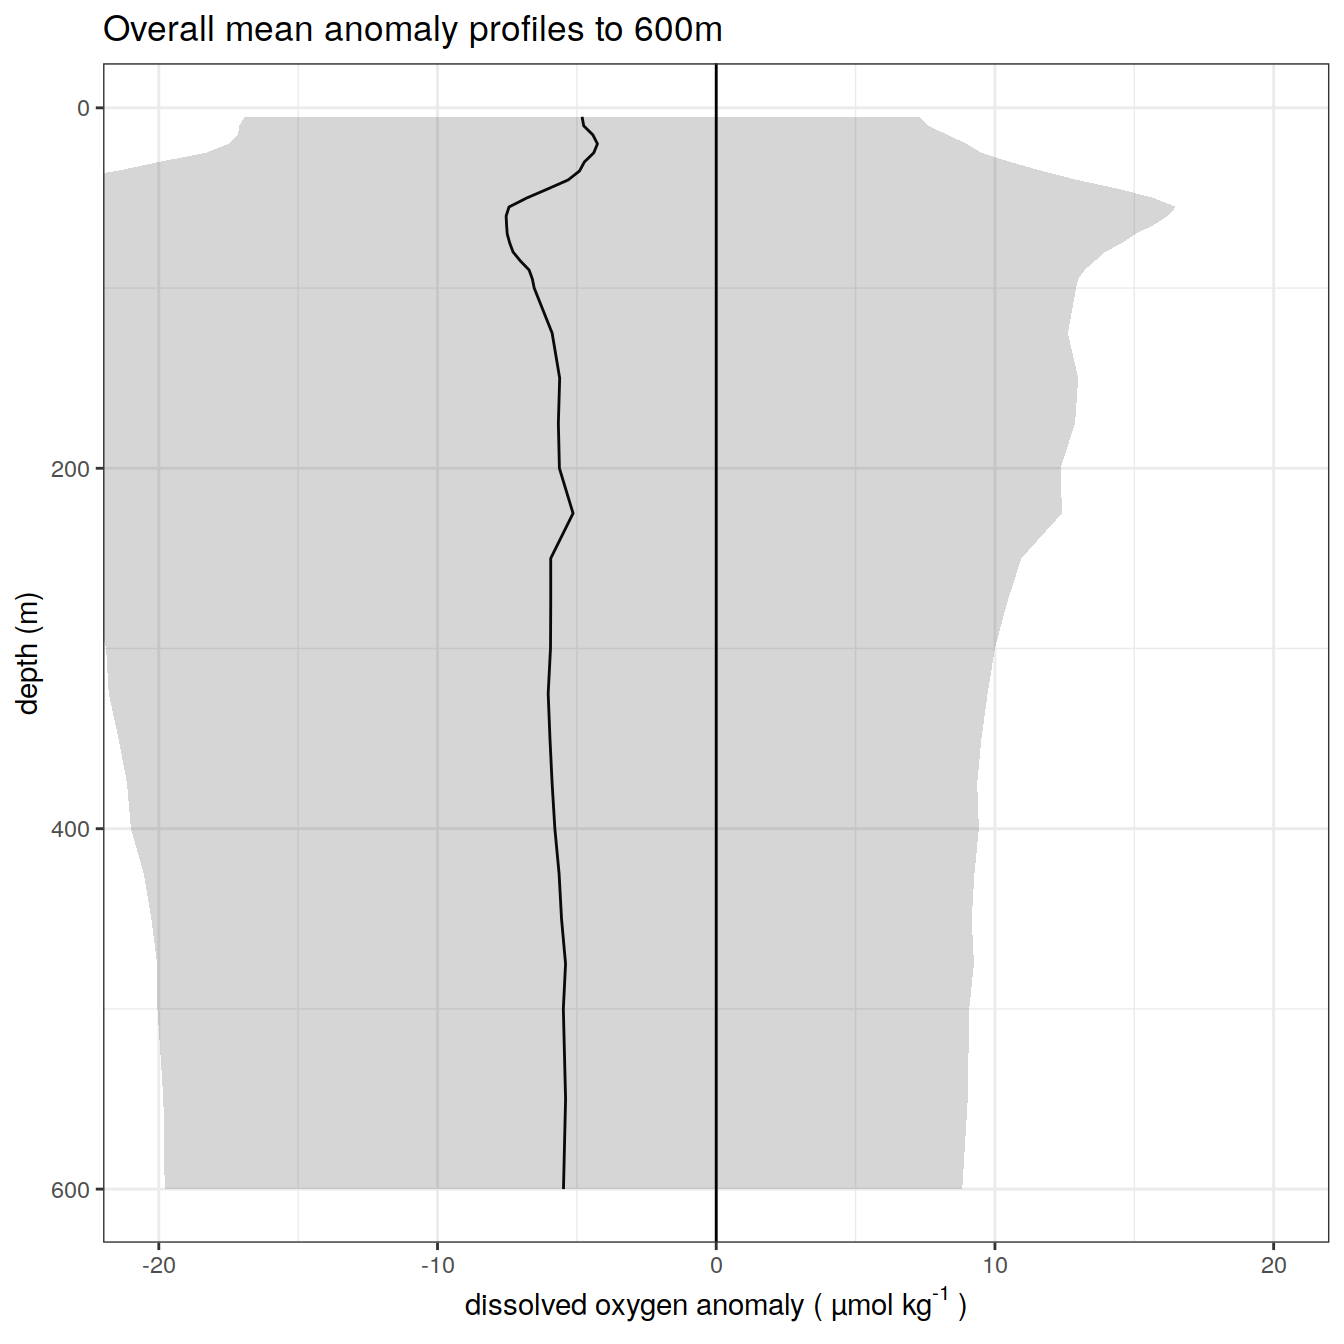 Overall mean anomaly profiles to 600m
0
200
400
600
depth (m)
-20 -10 0 10 20
dissolved oxygen anomaly ( µmol kg⁻¹ )